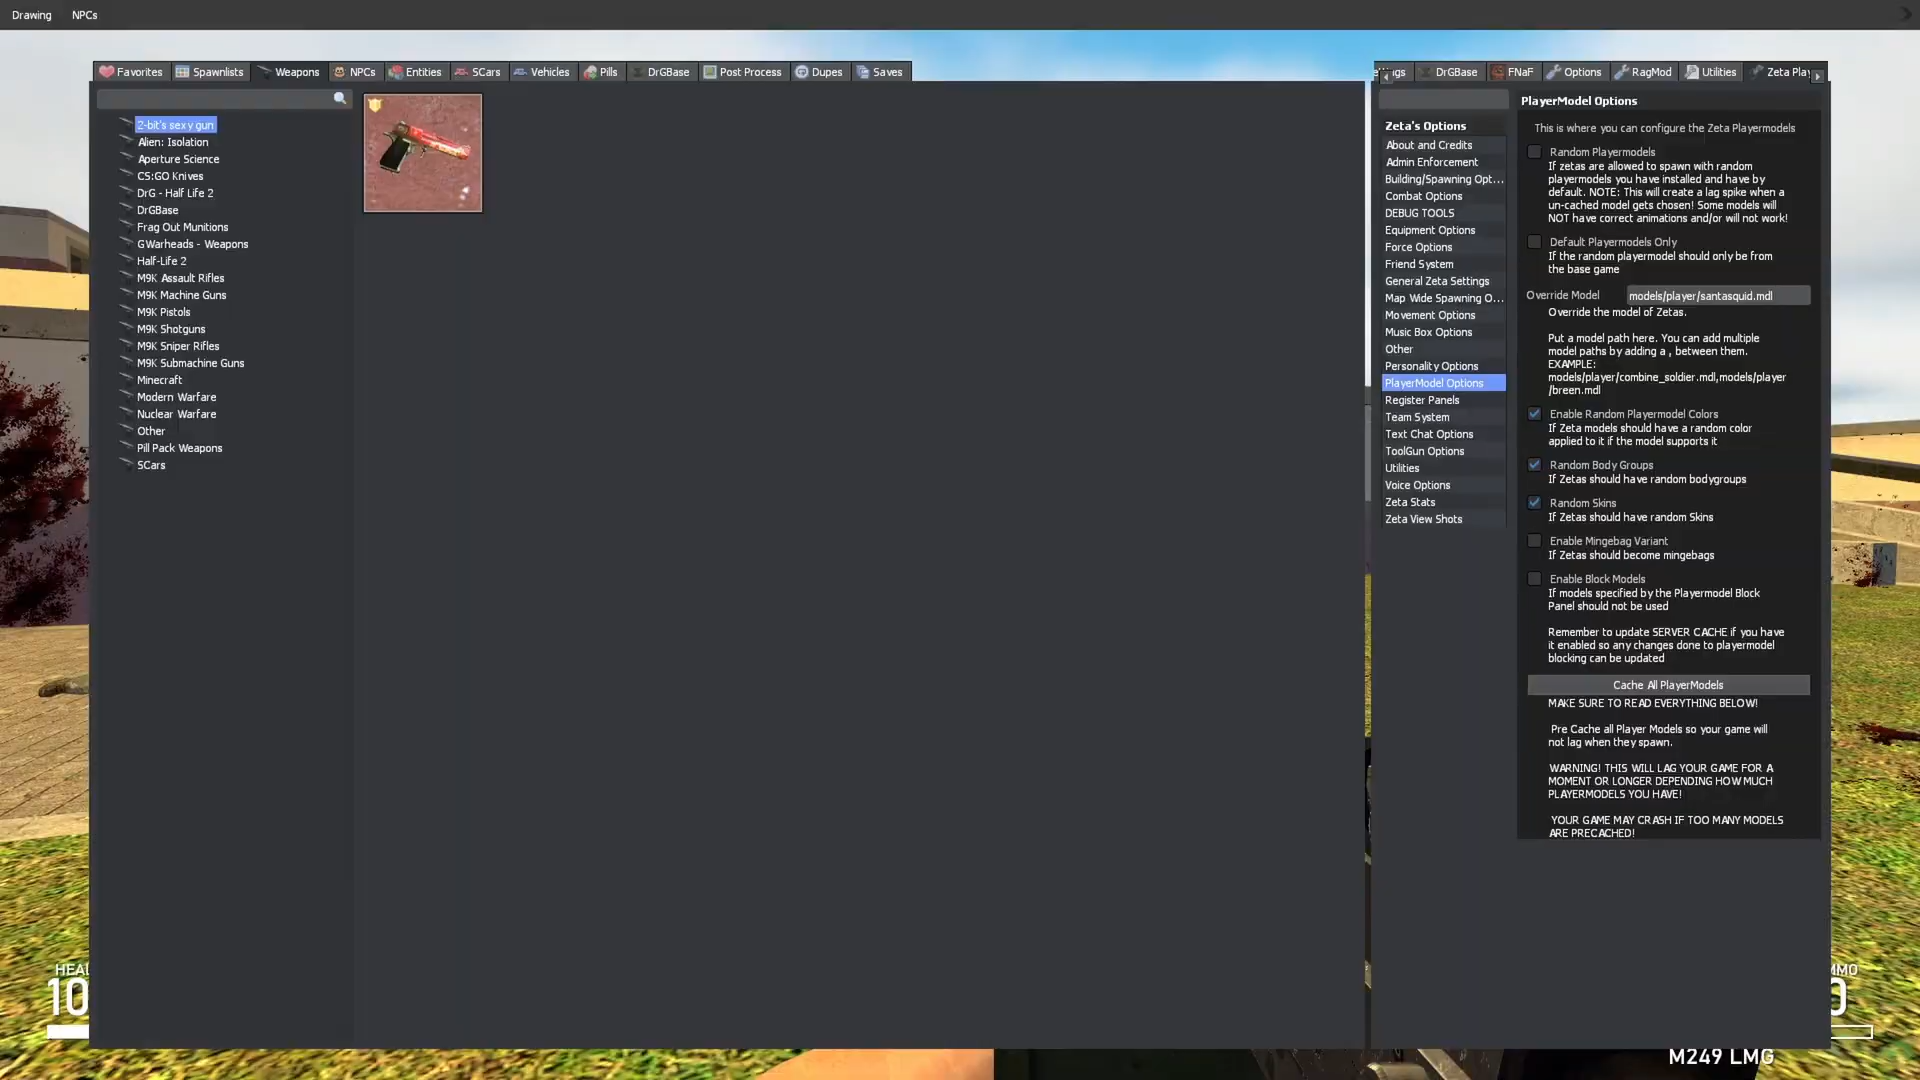 Drawing NPCs
Favorites Spawnlists Weapons NPCs Entities SCars Vehicles Pills DrGBase Post Process Dupes Saves
2-bit's sexy gun
Alien: Isolation
Aperture Science
CS:GO Knives
DrG - Half Life 2
DrGBase
Frag Out Munitions
GWarheads - Weapons
Half-Life 2
M9K Assault Rifles
M9K Machine Guns
M9K Pistols
M9K Shotguns
M9K Sniper Rifles
M9K Submachine Guns
Minecraft
Modern Warfare
Nuclear Warfare
Other
Pill Pack Weapons
SCars
DrGBase FNaF Options RagMod Utilities Zeta Play
Zeta's Options
About and Credits
Admin Enforcement
Building/Spawning Opt...
Combat Options
DEBUG TOOLS
Equipment Options
Force Options
Friend System
General Zeta Settings
Map Wide Spawning O...
Movement Options
Music Box Options
Other
Personality Options
PlayerModel Options
Register Panels
Team System
Text Chat Options
ToolGun Options
Utilities
Voice Options
Zeta Stats
Zeta View Shots
PlayerModel Options
This is where you can configure the Zeta Playermodels
Random Playermodels
If zetas are allowed to spawn with random
playermodels you have installed and have by
default. NOTE: This will create a lag spike when a
un-cached model gets chosen! Some models will
NOT have correct animations and/or will not work!
Default Playermodels Only
If the random playermodel should only be from
the base game
Override Model models/player/santasquid.mdl
Override the model of Zetas.
Put a model path here. You can add multiple
model paths by adding a , between them.
EXAMPLE:
models/player/combine_soldier.mdl,models/player
/breen.mdl
Enable Random Playermodel Colors
If Zeta models should have a random color
applied to it if the model supports it
Random Body Groups
If Zetas should have random bodygroups
Random Skins
If Zetas should have random Skins
Enable Mingebag Variant
If Zetas should become mingebags
Enable Block Models
If models specified by the Playermodel Block
Panel should not be used
Remember to update SERVER CACHE if you have
it enabled so any changes done to playermodel
blocking can be updated
Cache All PlayerModels
MAKE SURE TO READ EVERYTHING BELOW!
Pre Cache all Player Models so your game will
not lag when they spawn.
WARNING! THIS WILL LAG YOUR GAME FOR A
MOMENT OR LONGER DEPENDING HOW MUCH
PLAYERMODELS YOU HAVE!
YOUR GAME MAY CRASH IF TOO MANY MODELS
ARE PRECACHED!
HEAL
10
MMO
0
M249 LMG